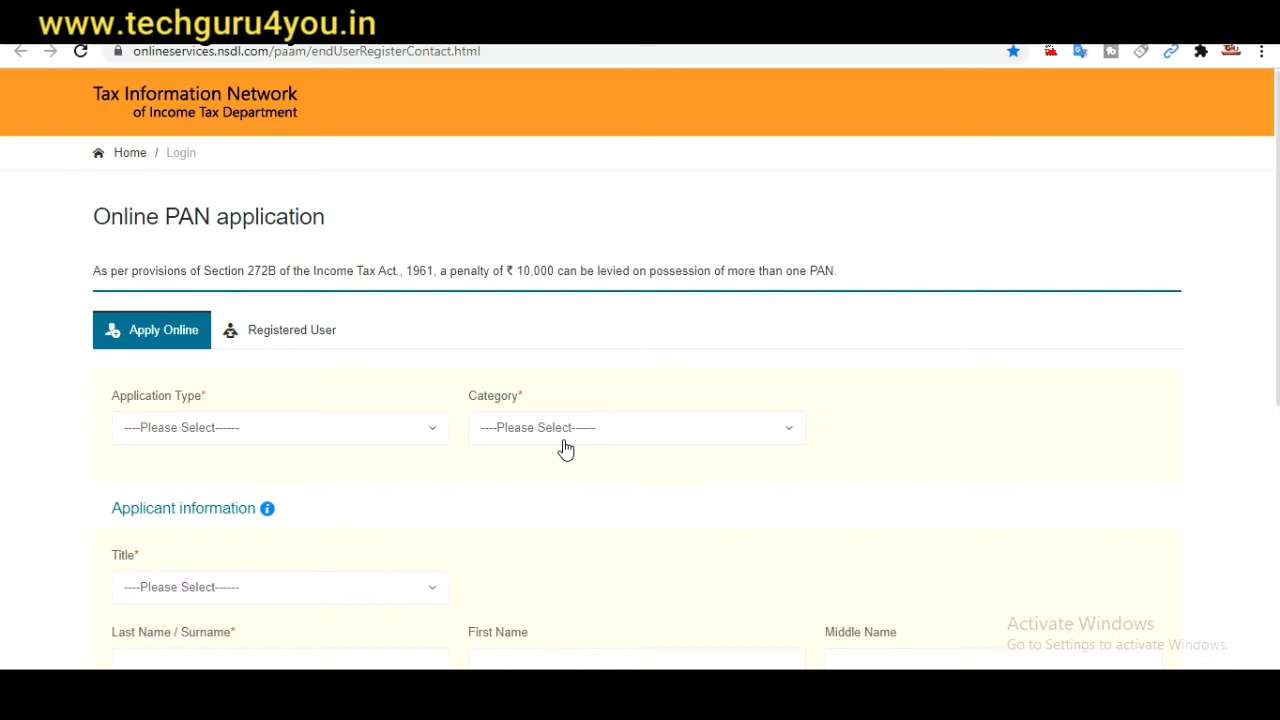 www.techguru4you.in
onlineservices.nsdl.com/paam/endUserRegisterContact.html
Tax Information Network
of Income Tax Department
Home / Login
Online PAN application
As per provisions of Section 272B of the Income Tax Act., 1961, a penalty of ₹ 10,000 can be levied on possession of more than one PAN.
Apply Online Registered User
Application Type* Category*
----Please Select------ ----Please Select------
Applicant information
Title*
----Please Select------
Last Name / Surname* First Name Middle Name
Activate Windows
Go to Settings to activate Windows.